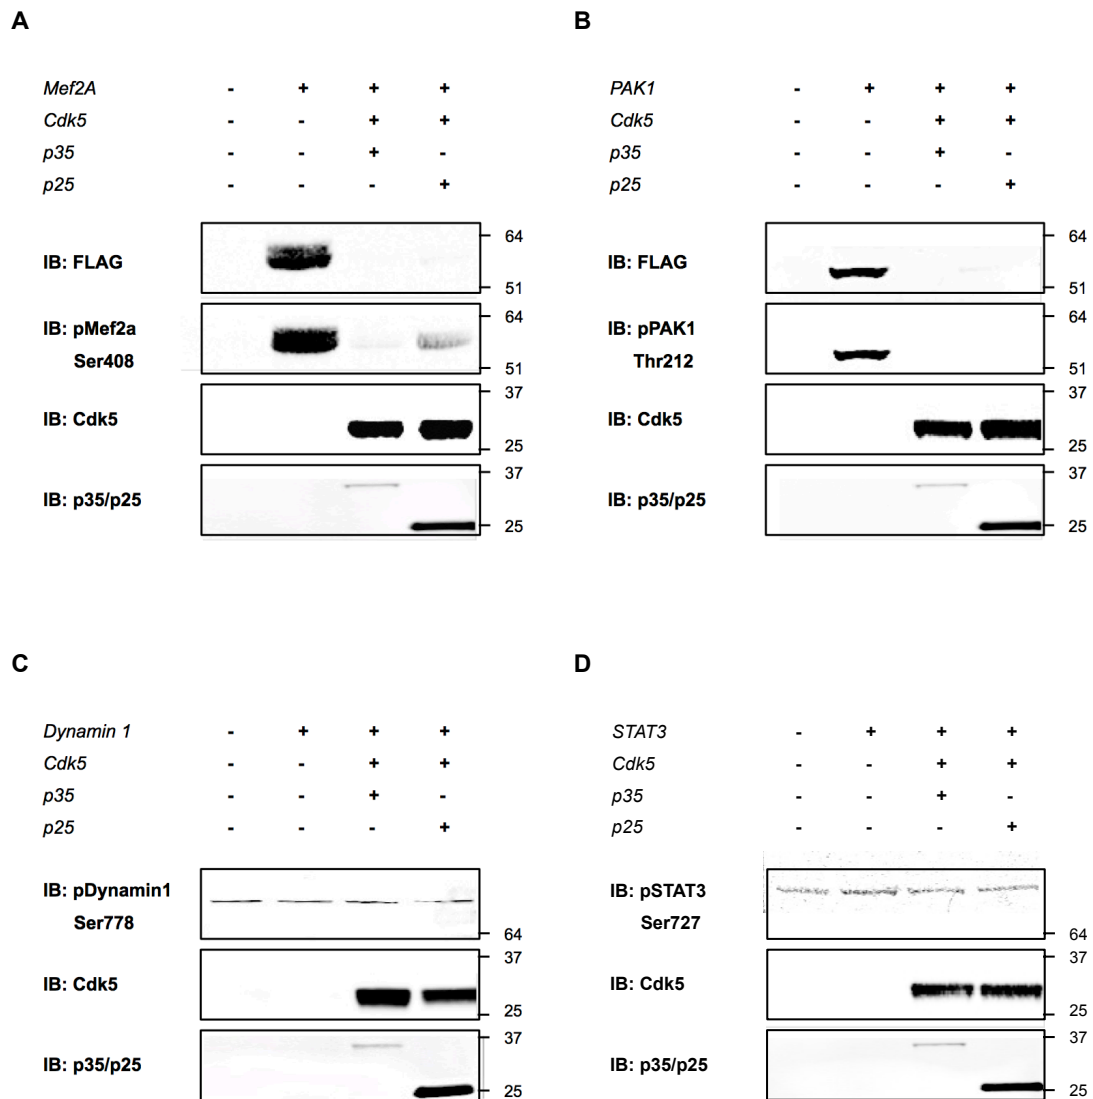 A
Mef2A - + + +
Cdk5 - - + +
p35 - - + -
p25 - - - +
IB: FLAG
64
51
IB: pMef2a
Ser408
64
51
IB: Cdk5
37
25
IB: p35/p25
37
25
B
PAK1 - + + +
Cdk5 - - + +
p35 - - + -
p25 - - - +
IB: FLAG
64
51
IB: pPAK1
Thr212
64
51
IB: Cdk5
37
25
IB: p35/p25
37
25
C
Dynamin 1 - + + +
Cdk5 - - + +
p35 - - + -
p25 - - - +
IB: pDynamin1
Ser778
64
IB: Cdk5
37
25
IB: p35/p25
37
25
D
STAT3 - + + +
Cdk5 - - + +
p35 - - + -
p25 - - - +
IB: pSTAT3
Ser727
64
IB: Cdk5
37
25
IB: p35/p25
37
25